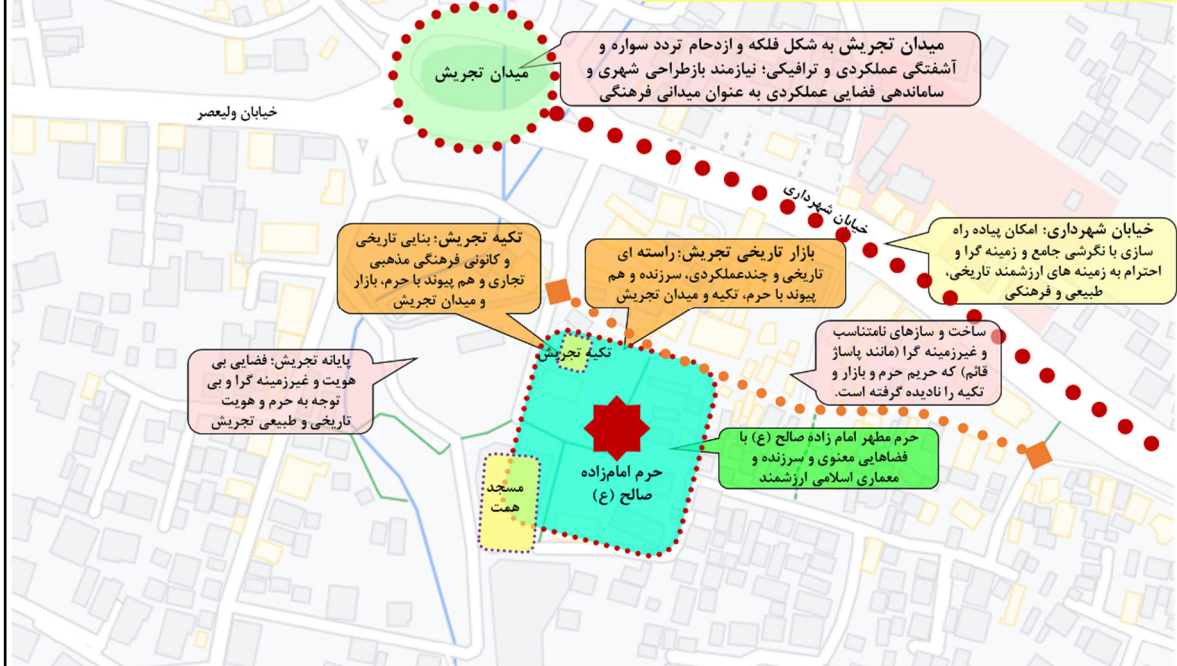 میدان تجریش به شکل فلکه و ازدحام تردد سواره و
آشفتگی عملکردی و ترافیکی؛ نیازمند بازطراحی شهری و
ساماندهی فضایی عملکردی به عنوان میدانی فرهنگی
میدان تجریش
خیابان ولیعصر
خیابان شهرداری
خیابان شهرداری: امکان پیاده راه
سازی با نگرشی جامع و زمینه گرا و
احترام به زمینه های ارزشمند تاریخی،
طبیعی و فرهنگی
بازار تاریخی تجریش: راسته ای
تاریخی و چندعملکردی، سرزنده و هم
پیوند با حرم، تکیه و میدان تجریش
تکیه تجریش: بنایی تاریخی
و کانونی فرهنگی مذهبی
تجاری و هم پیوند با حرم، بازار
و میدان تجریش
ساخت و سازهای نامتناسب
و غیرزمینه گرا (مانند پاساژ
قائم) که حریم حرم و بازار و
تکیه را نادیده گرفته است.
تکیه تجریش
پایانه تجریش: فضایی بی
هویت و غیرزمینه گرا و بی
توجه به حرم و هویت
تاریخی و طبیعی تجریش
حرم مطهر امام زاده صالح (ع) با
فضاهایی معنوی و سرزنده و
معماری اسلامی ارزشمند
حرم امام‌زاده
صالح (ع)
مسجد
همت